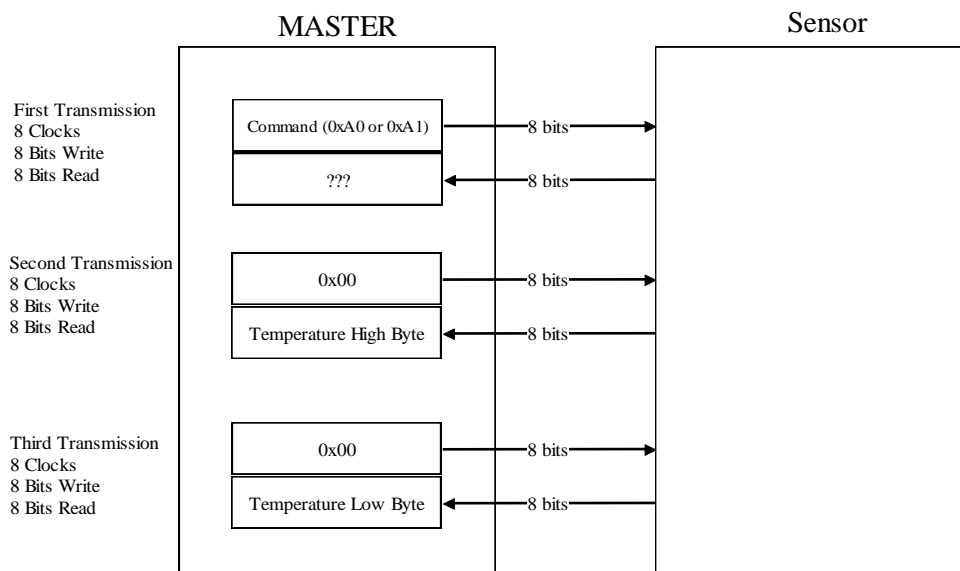 MASTER
Sensor
First Transmission
8 Clocks
8 Bits Write
8 Bits Read
Command (0xA0 or 0xA1)
8 bits
???
8 bits
Second Transmission
8 Clocks
8 Bits Write
8 Bits Read
0x00
8 bits
Temperature High Byte
8 bits
Third Transmission
8 Clocks
8 Bits Write
8 Bits Read
0x00
8 bits
Temperature Low Byte
8 bits